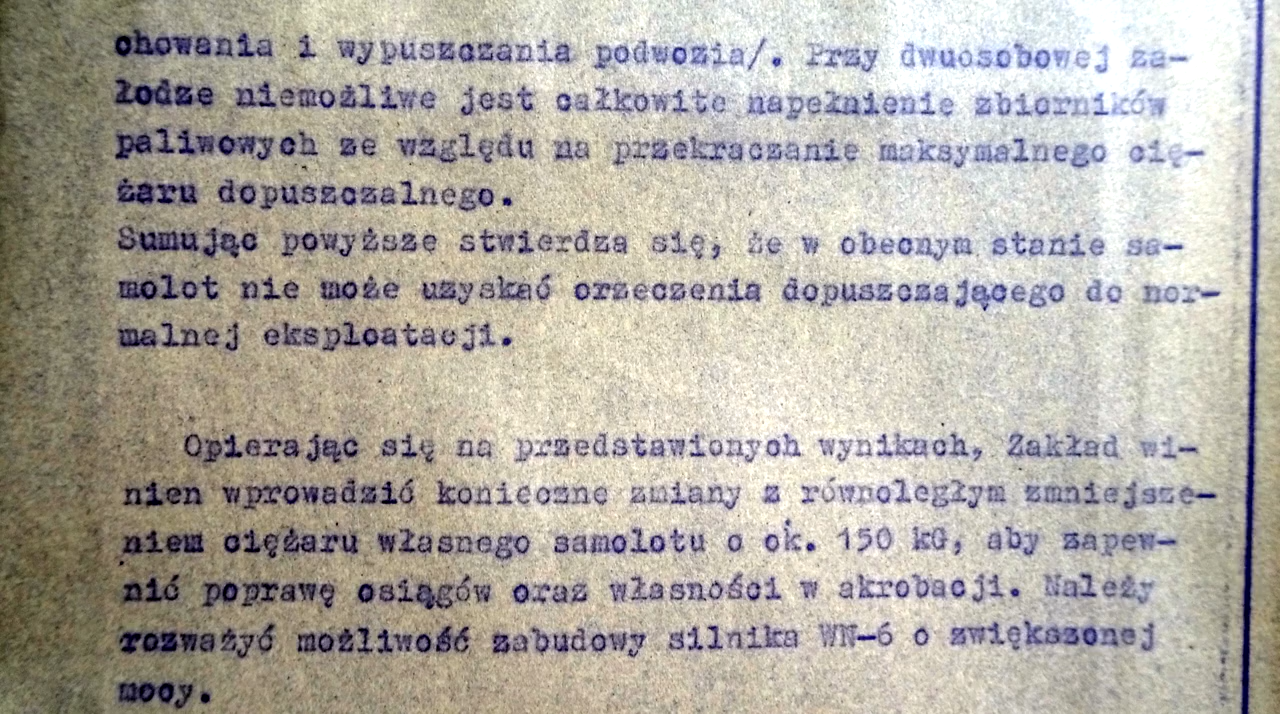 chowania i wypuszczania podwozia/. Przy dwuosobowej za-
łodze niemożliwe jest całkowite napełnienie zbiorników
paliwowych ze względu na przekraczanie maksymalnego cię-
żaru dopuszczalnego.
Sumując powyższe stwierdza się, że w obecnym stanie sa-
molot nie może uzyskać orzeczenia dopuszczającego do nor-
malnej eksploatacji.
Opierając się na przedstawionych wynikach, Zakład wi-
nien wprowadzić konieczne zmiany z równoległym zmniejsze-
niem ciężaru własnego samolotu o ok. 150 kG, aby zapew-
nić poprawę osiągów oraz własności w akrobacji. Należy
rozważyć możliwość zabudowy silnika WN-6 o zwiększonej
mocy.